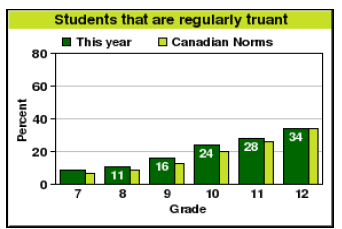 Students that are regularly truant
This year Canadian Norms
80
60
40
20
0
Percent
11 16 24 28 34
7 8 9 10 11 12
Grade